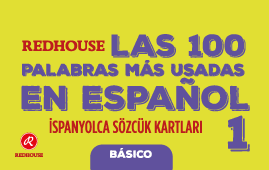 REDHOUSE LAS 100
PALABRAS MÁS USADAS
EN ESPAÑOL
İSPANYOLCA SÖZCÜK KARTLARI 1
R
REDHOUSE
BÁSICO